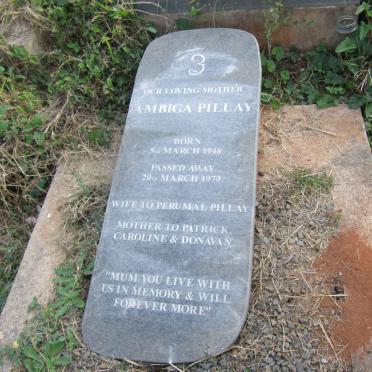 ௐ
OUR LOVING MOTHER
AMBIGA PILLAY
BORN
5TH MARCH 1948
PASSED AWAY
20TH MARCH 1979
WIFE TO PERUMAL PILLAY
MOTHER TO PATRICK
CAROLINE & DONAVAN
"MUM YOU LIVE WITH
US IN MEMORY & WILL
FOREVER MORE"